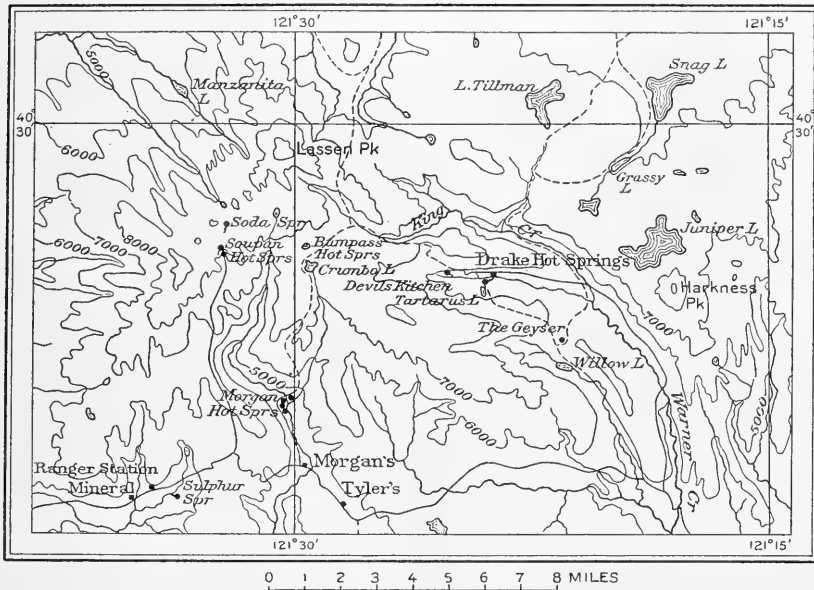 121°30'
121°15'
5000
Manzanita
L
L. Tillman
Snag L
40
30
40
30'
Lassen Pk
6000
Grassy
L
King
Cr
Soda Spr
Juniper L
8000
7000
6000
Soupan
Hot Sprs
Bumpass
Hot Sprs
Crumbo L
Drake Hot Springs
Devils Kitchen
Tartarus L
Harkness
Pk
7000
The Geyser
Willow L
5000
Morgan
Hot Sprs
7000
6000
Warner
Cr
5000
Ranger Station
Mineral
Sulphur
Spr
Morgan's
Tyler's
121°30'
121°15'
0 1 2 3 4 5 6 7 8 MILES